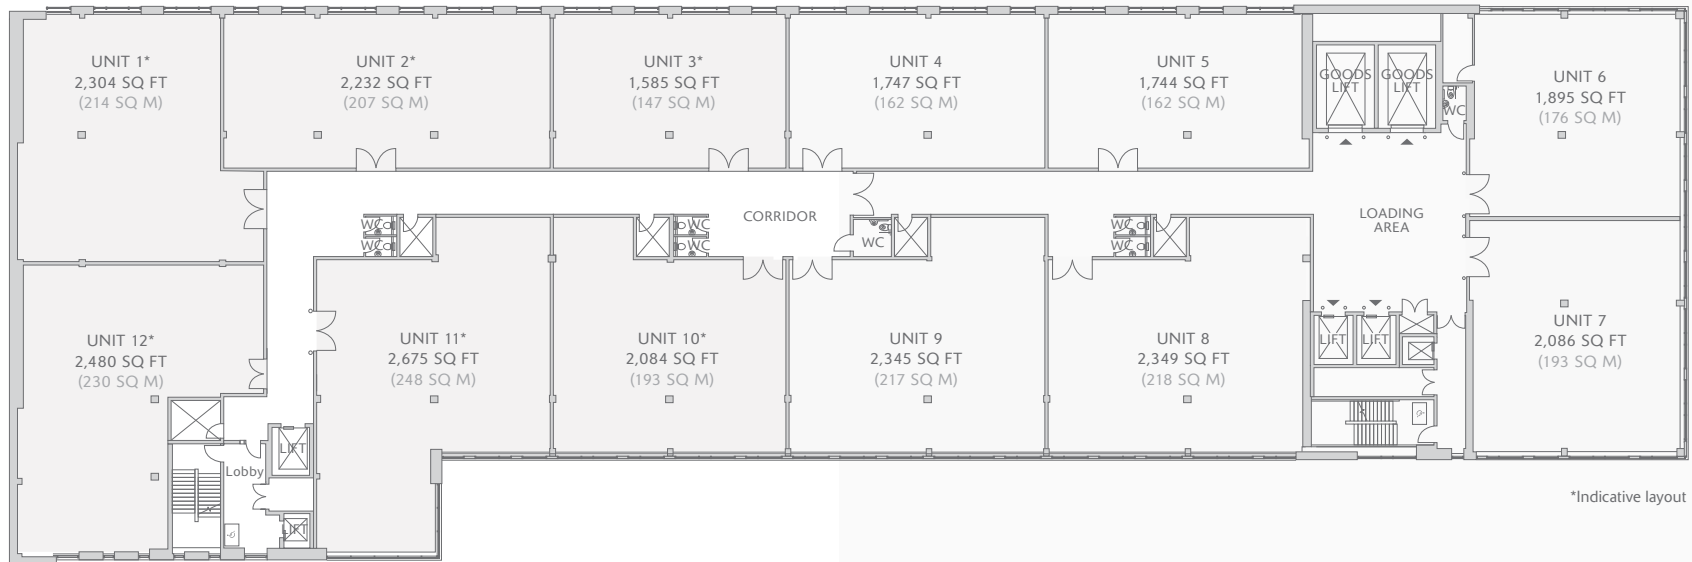 UNIT 1*
2,304 SQ FT
(214 SQ M)
UNIT 2*
2,232 SQ FT
(207 SQ M)
UNIT 3*
1,585 SQ FT
(147 SQ M)
UNIT 4
1,747 SQ FT
(162 SQ M)
UNIT 5
1,744 SQ FT
(162 SQ M)
GOODS
LIFT
GOODS
LIFT
WC
UNIT 6
1,895 SQ FT
(176 SQ M)
WC
WC
WC
WC
CORRIDOR
WC
WC
WC
LOADING
AREA
UNIT 12*
2,480 SQ FT
(230 SQ M)
UNIT 11*
2,675 SQ FT
(248 SQ M)
UNIT 10*
2,084 SQ FT
(193 SQ M)
UNIT 9
2,345 SQ FT
(217 SQ M)
UNIT 8
2,349 SQ FT
(218 SQ M)
LIFT
LIFT
UNIT 7
2,086 SQ FT
(193 SQ M)
LIFT
Lobby
LIFT
*Indicative layout